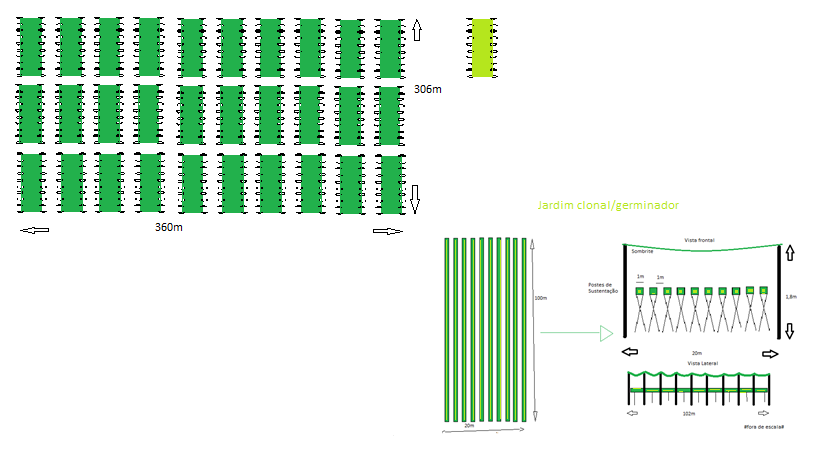 306m
360m
Jardim clonal/germinador
Vista frontal
Sombrite
1m
1m
Postes de
Sustentação
100m
1,8m
20m
20m
Vista Lateral
102m
#fora de escala#